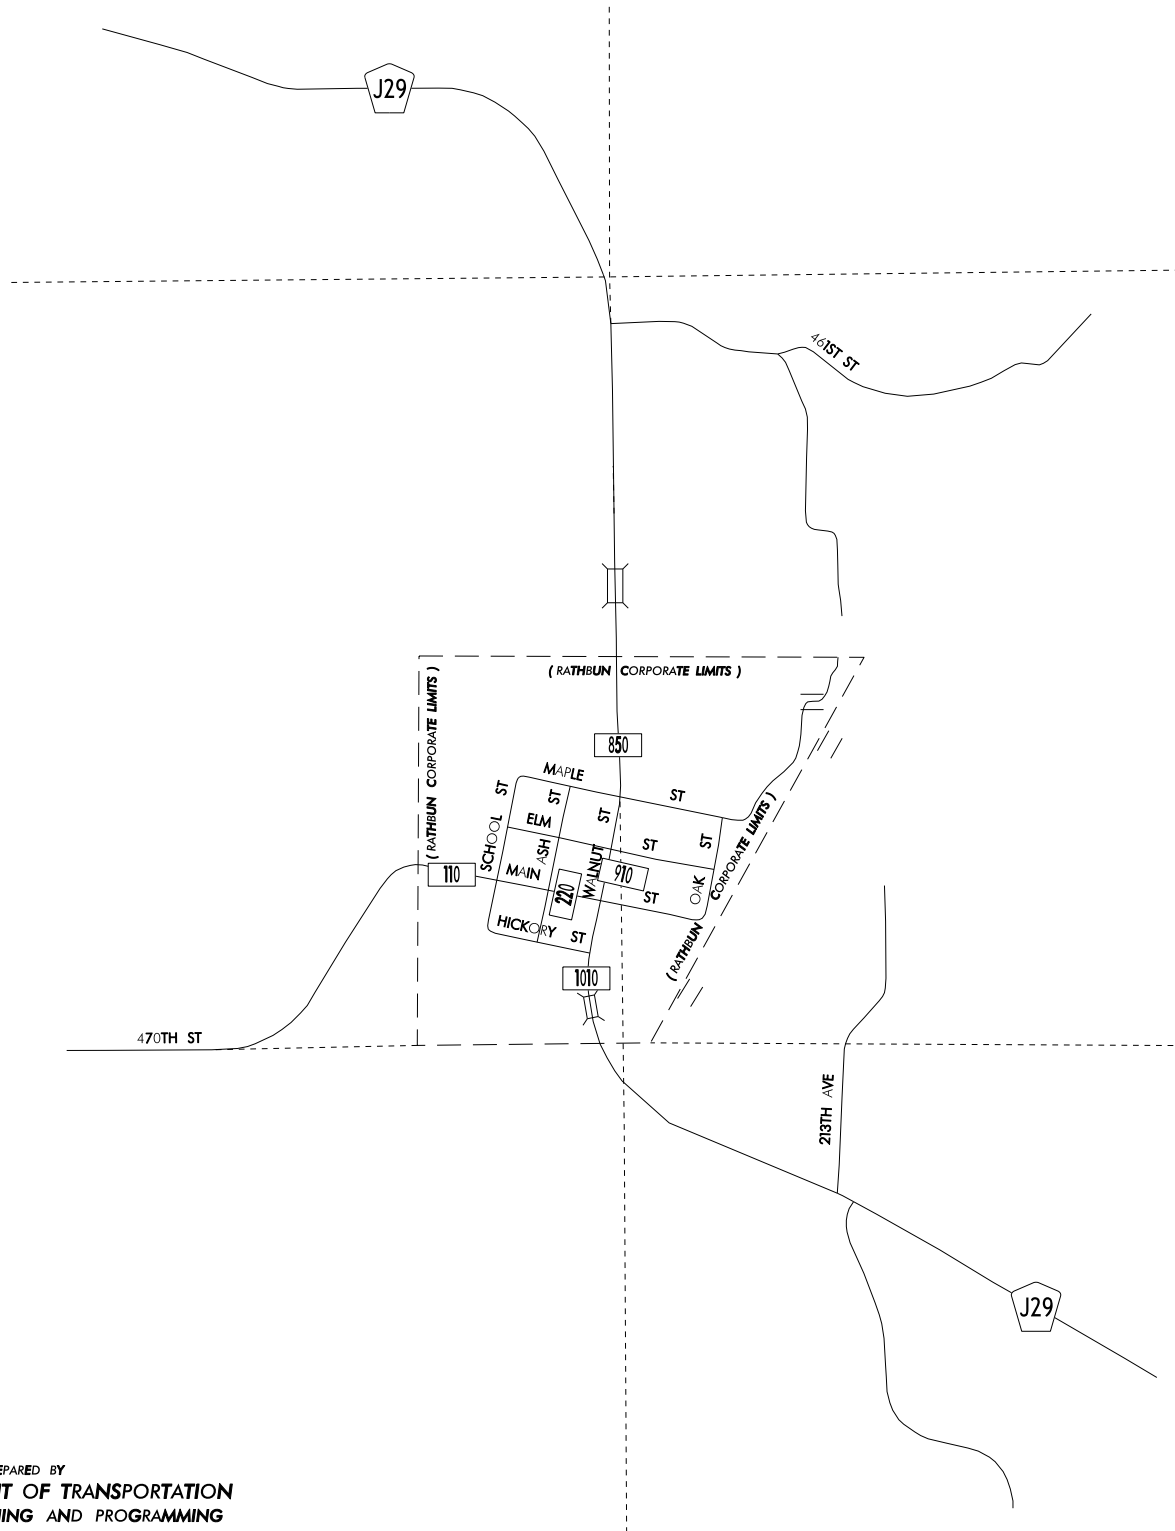 J29
461ST ST
( RATHBUN CORPORATE LIMITS )
( RATHBUN CORPORATE LIMITS )
850
MAPLE ST
SCHOOL ST
ASH ST
ELM ST
WALNUT ST
OAK ST
110
MAIN ST
910
220
HICKORY ST
( RATHBUN CORPORATE LIMITS )
1010
470TH ST
213TH AVE
J29
EPARED BY
T OF TRANSPORTATION
ING AND PROGRAMMING